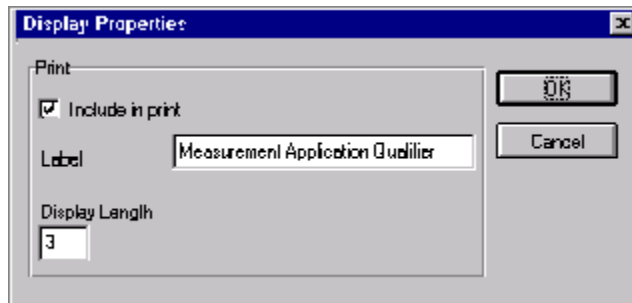 Display Properties
Print
Include in print
OK
Label
Measurement Application Qualifier
Cancel
Display Length
3